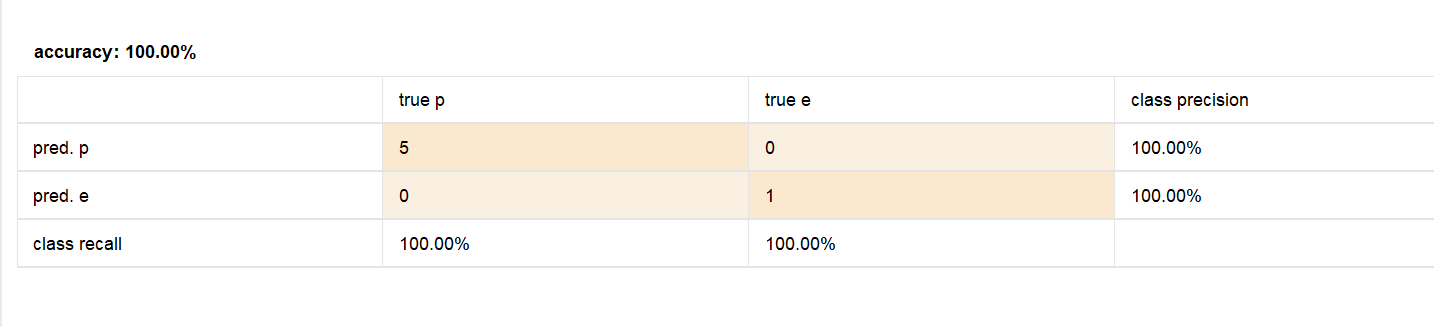 accuracy: 100.00%
true p true e class precision
pred. p 5 0 100.00%
pred. e 0 1 100.00%
class recall 100.00% 100.00%